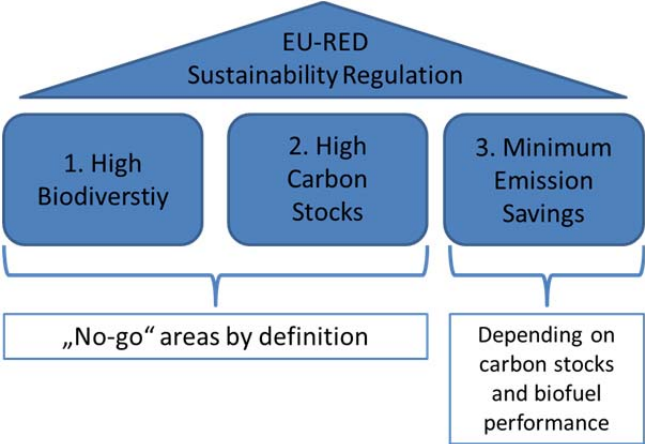 EU-RED
Sustainability Regulation
1. High
Biodiverstiy
2. High
Carbon
Stocks
3. Minimum
Emission
Savings
„No-go“ areas by definition
Depending on
carbon stocks
and biofuel
performance